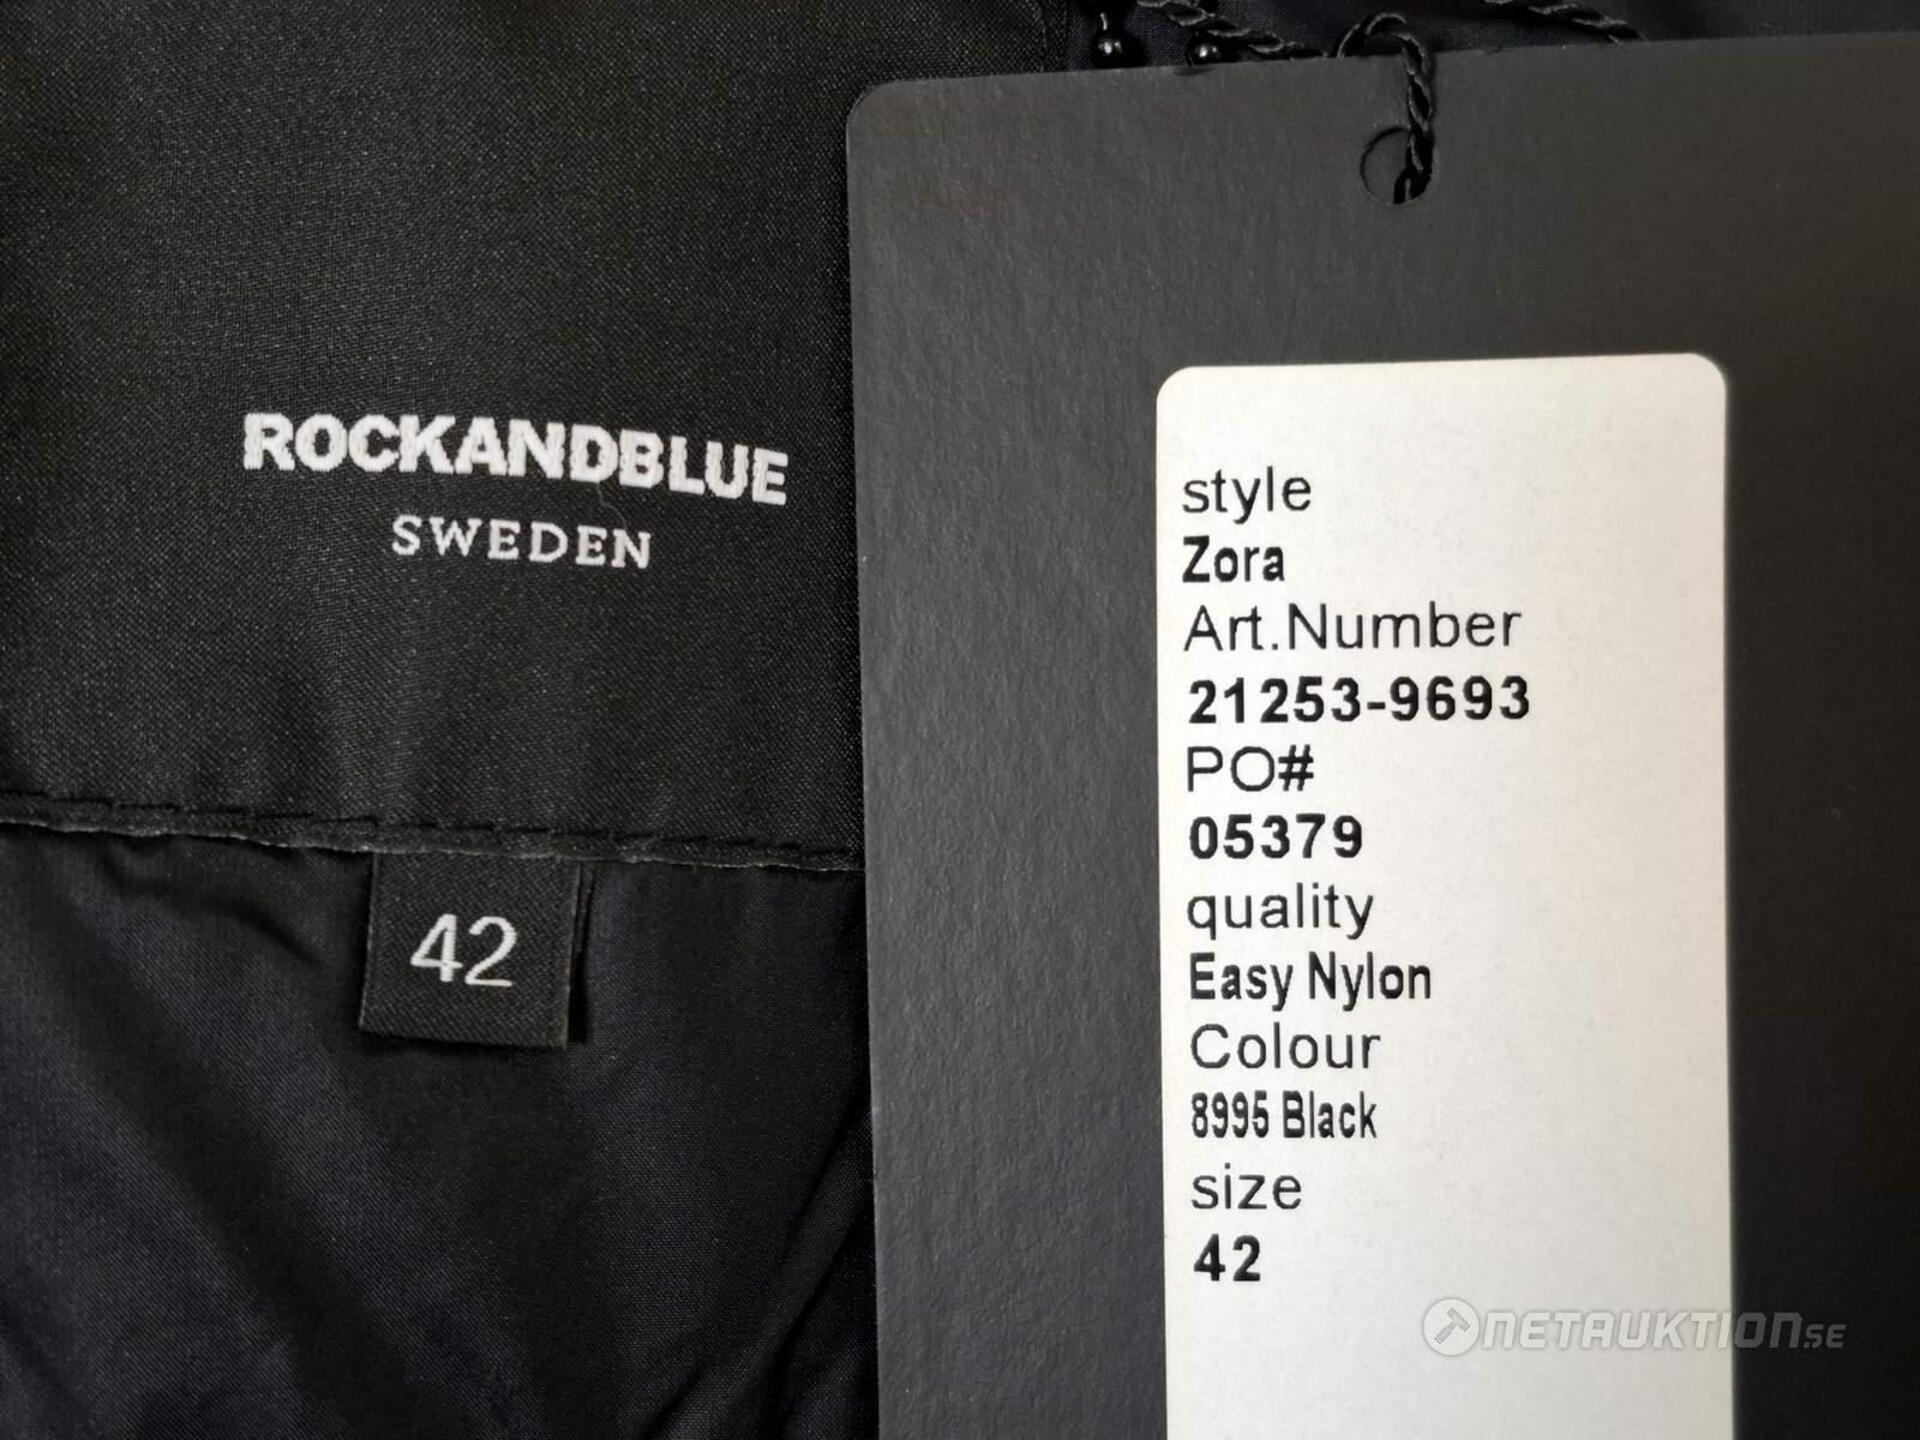 ROCKANDBLUE
SWEDEN
42
style
Zora
Art.Number
21253-9693
PO#
05379
quality
Easy Nylon
Colour
8995 Black
size
42
NETAUKTION.SE